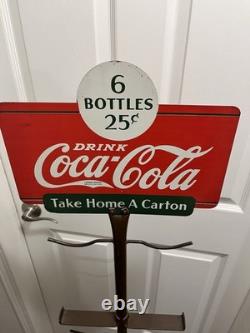 6
BOTTLES
25¢
DRINK
Coca-Cola
Take Home A Carton